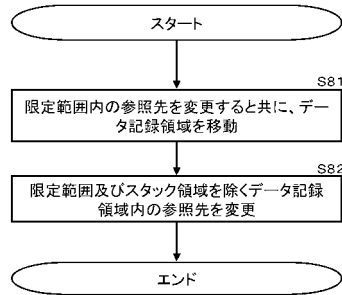 スタート
S81
限定範囲内の参照先を変更すると共に、デー
タ記録領域を移動
S82
限定範囲及びスタック領域を除くデータ記録
領域内の参照先を変更
エンド